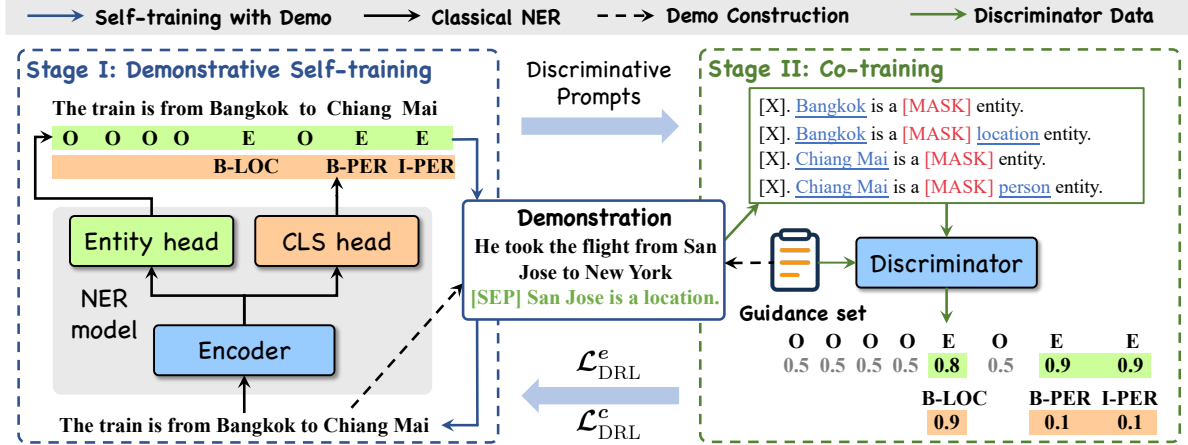 Self-training with Demo Classical NER Demo Construction Discriminator Data
Stage I: Demonstrative Self-training
The train is from Bangkok to Chiang Mai
O O O O E O E E
B-LOC B-PER I-PER
Entity head
CLS head
NER
model
Encoder
The train is from Bangkok to Chiang Mai
Discriminative
Prompts
Demonstration
He took the flight from San
Jose to New York
[SEP] San Jose is a location.
ℒᵉ_DRL
ℒᶜ_DRL
Stage II: Co-training
[X]. Bangkok is a [MASK] entity.
[X]. Bangkok is a [MASK] location entity.
[X]. Chiang Mai is a [MASK] entity.
[X]. Chiang Mai is a [MASK] person entity.
Guidance set
Discriminator
O O O O E O E E
0.5 0.5 0.5 0.5 0.8 0.5 0.9 0.9
B-LOC B-PER I-PER
0.9 0.1 0.1